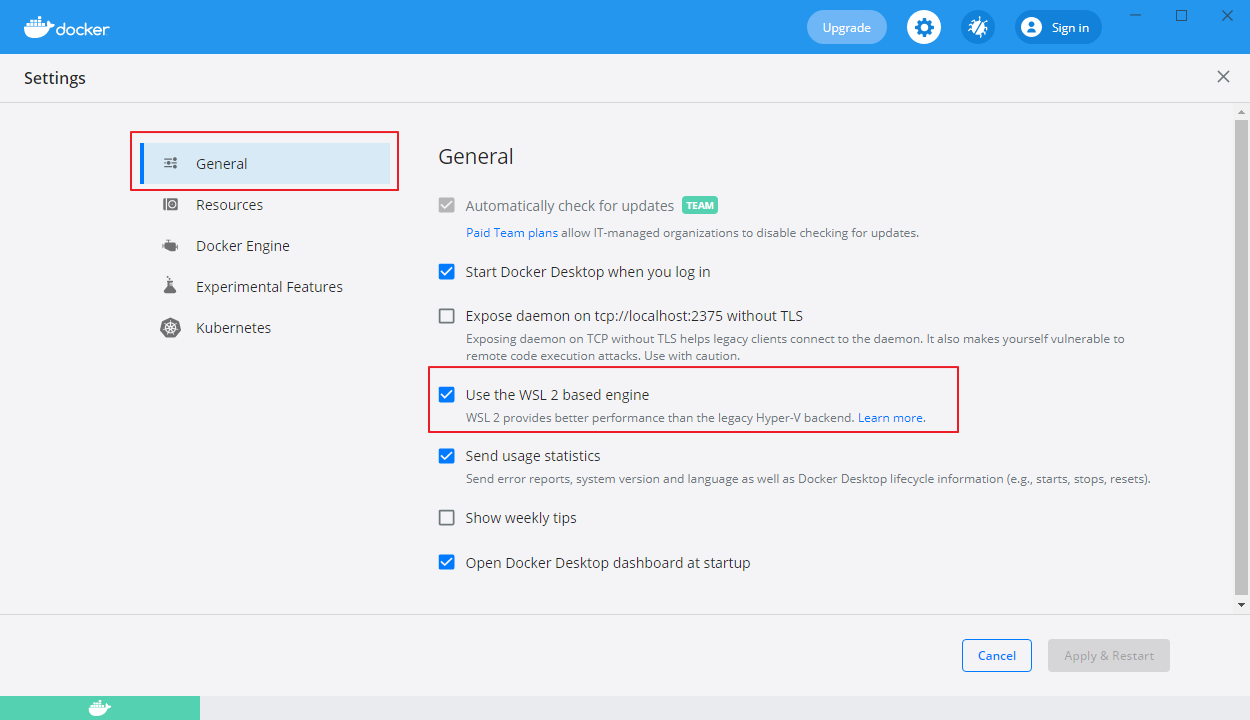 docker
Upgrade
Sign in
Settings
General
Resources
Docker Engine
Experimental Features
Kubernetes
General
Automatically check for updates TEAM
Paid Team plans allow IT-managed organizations to disable checking for updates.
Start Docker Desktop when you log in
Expose daemon on tcp://localhost:2375 without TLS
Exposing daemon on TCP without TLS helps legacy clients connect to the daemon. It also makes yourself vulnerable to
remote code execution attacks. Use with caution.
Use the WSL 2 based engine
WSL 2 provides better performance than the legacy Hyper-V backend. Learn more.
Send usage statistics
Send error reports, system version and language as well as Docker Desktop lifecycle information (e.g., starts, stops, resets).
Show weekly tips
Open Docker Desktop dashboard at startup
Cancel
Apply & Restart